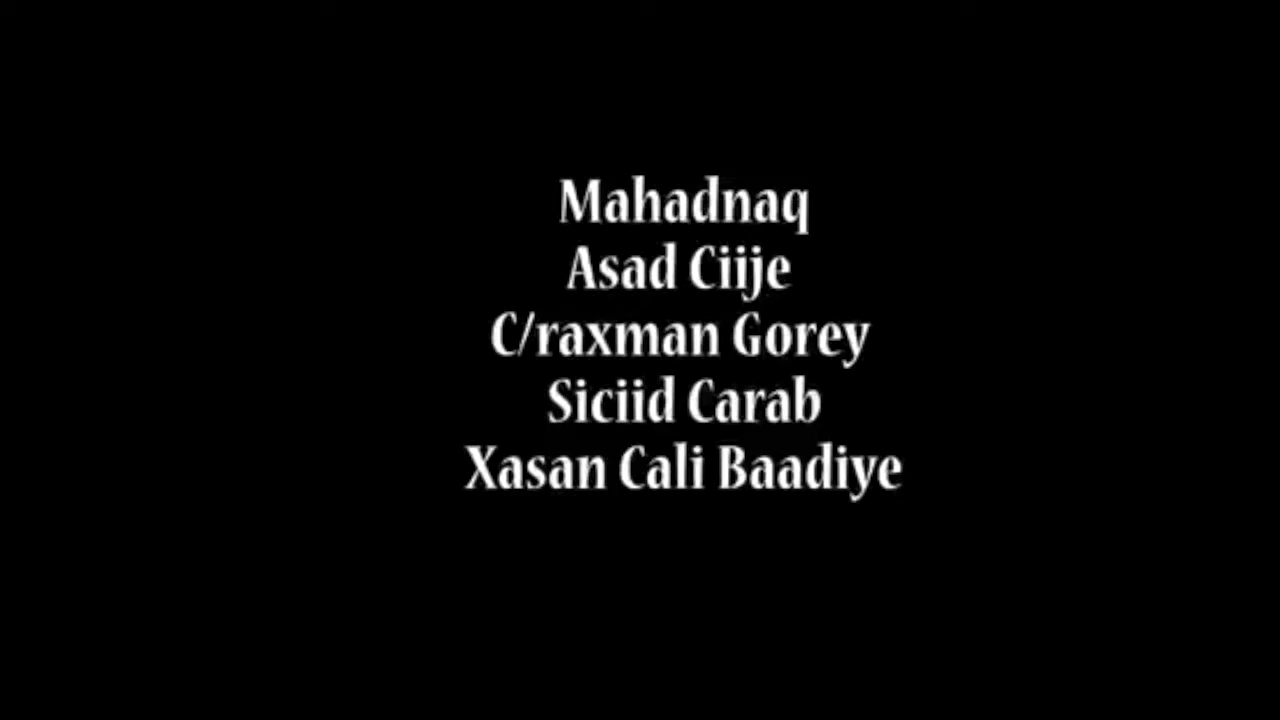 Mahadnaq
Asad Ciije
C/raxman Gorey
Siciid Carab
Xasan Cali Baadiye